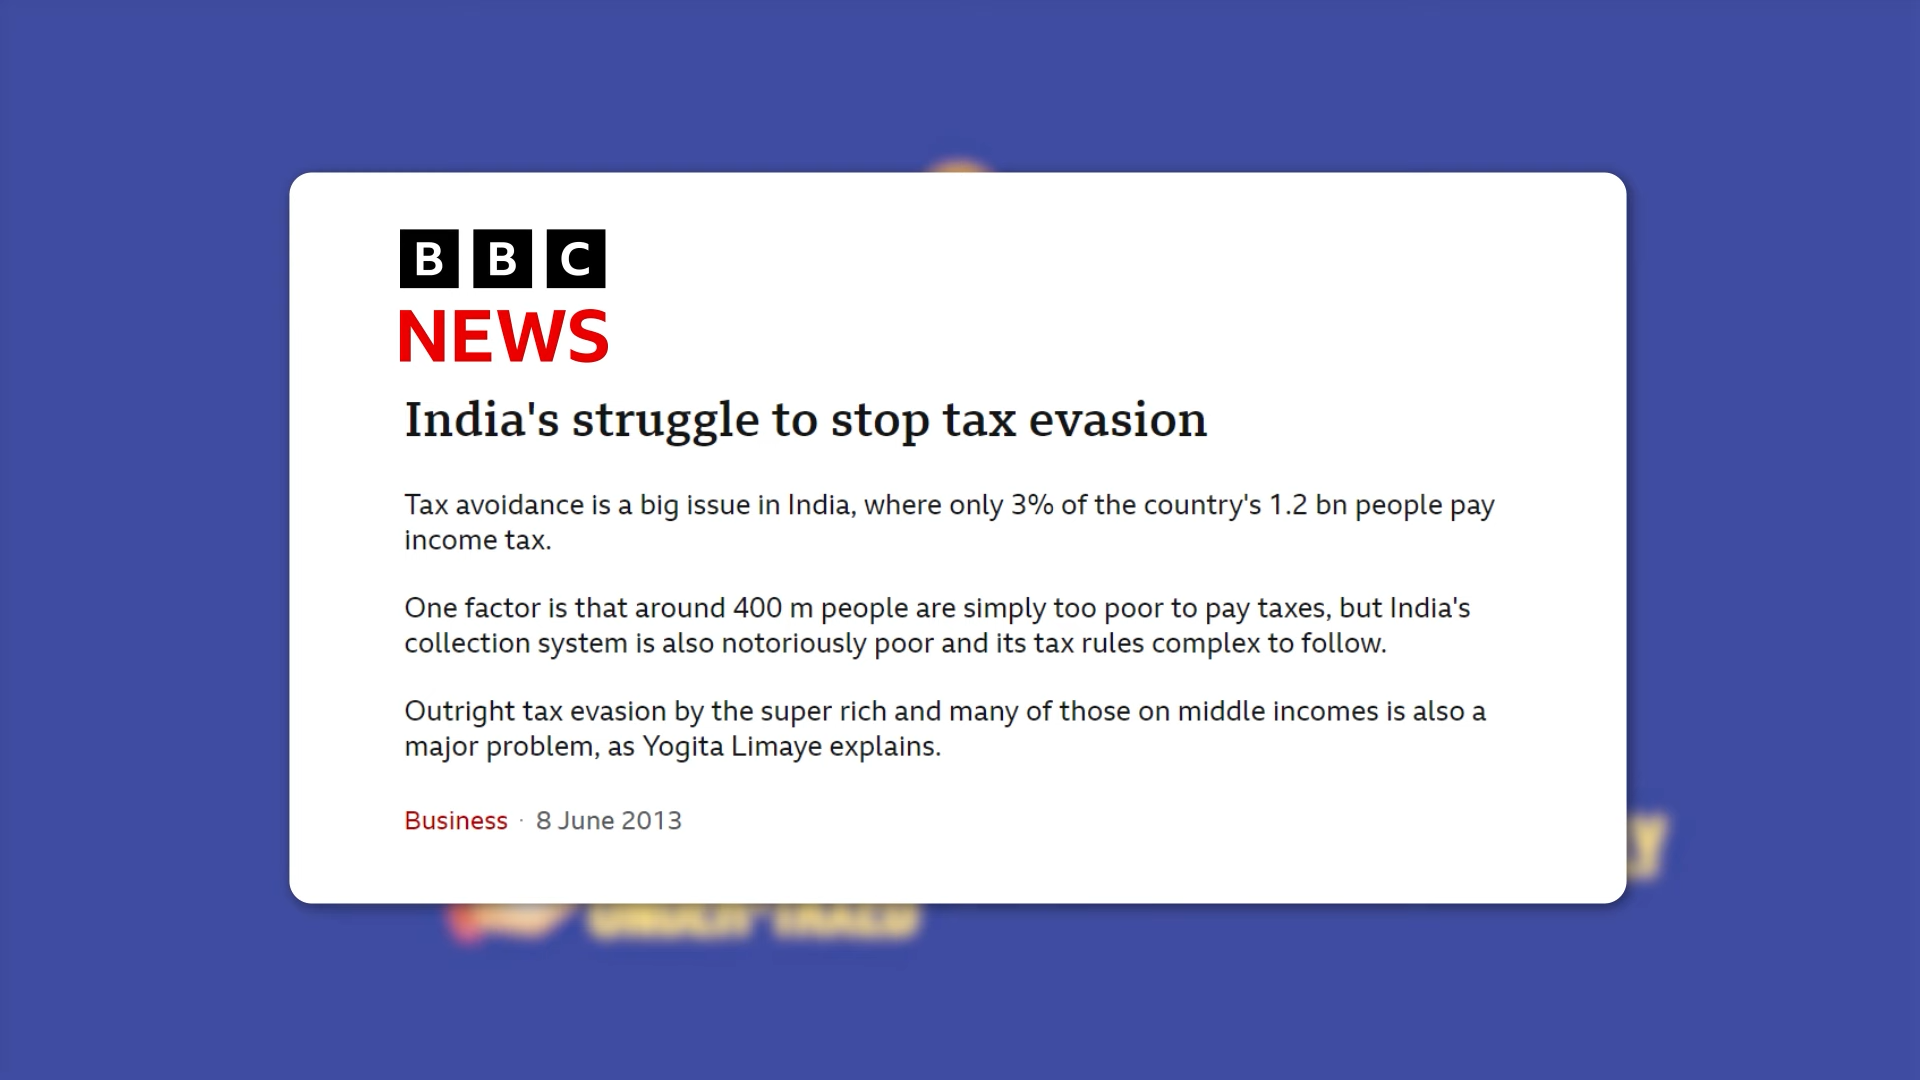 BBC
NEWS
India's struggle to stop tax evasion
Tax avoidance is a big issue in India, where only 3% of the country's 1.2 bn people pay
income tax.
One factor is that around 400 m people are simply too poor to pay taxes, but India's
collection system is also notoriously poor and its tax rules complex to follow.
Outright tax evasion by the super rich and many of those on middle incomes is also a
major problem, as Yogita Limaye explains.
Business · 8 June 2013